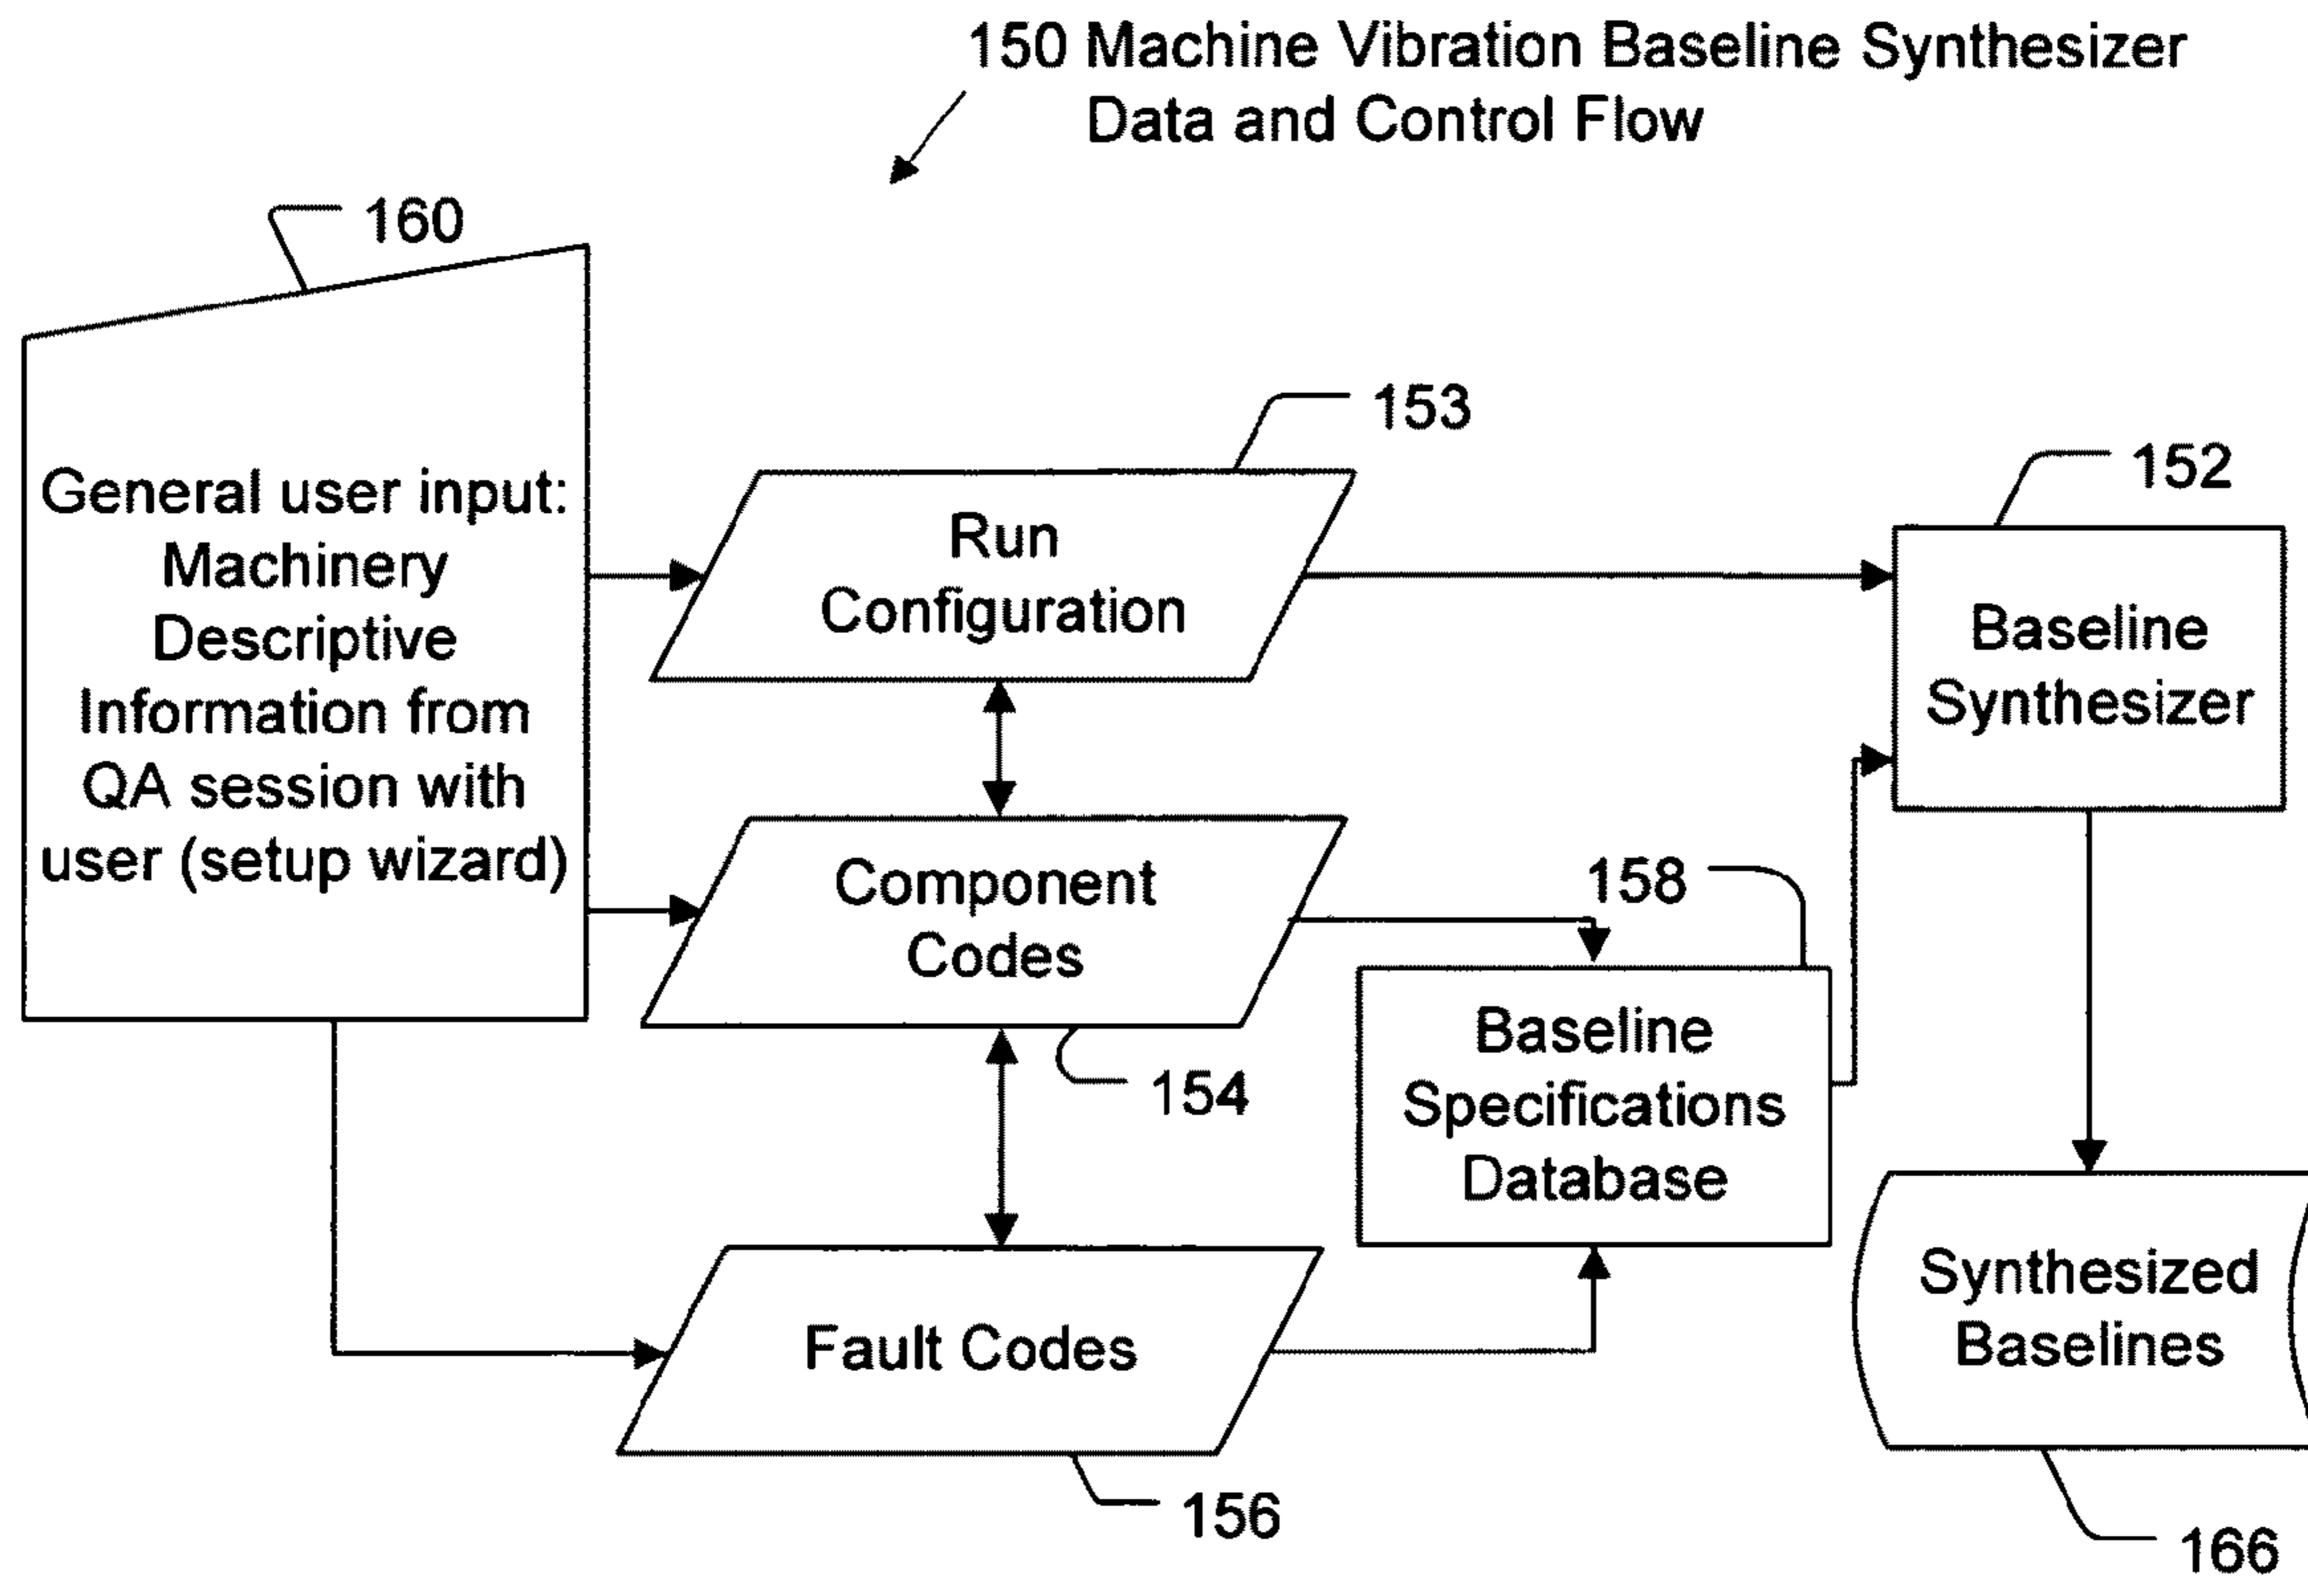 150 Machine Vibration Baseline Synthesizer
Data and Control Flow
160
General user input:
Machinery
Descriptive
Information from
QA session with
user (setup wizard)
153
Run
Configuration
152
Baseline
Synthesizer
Component
Codes
154
158
Baseline
Specifications
Database
Fault Codes
156
Synthesized
Baselines
166